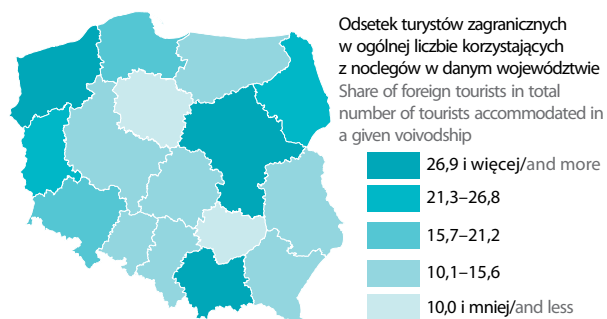 Odsetek turystów zagranicznych
w ogólnej liczbie korzystających
z noclegów w danym województwie
Share of foreign tourists in total
number of tourists accommodated in
a given voivodship
26,9 i więcej/and more
21,3–26,8
15,7–21,2
10,1–15,6
10,0 i mniej/and less